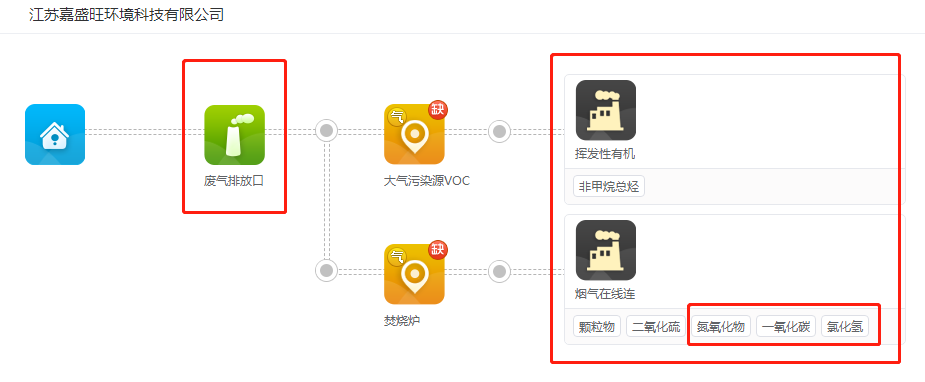 江苏嘉盛旺环境科技有限公司
废气排放口
气 缺
大气污染源VOC
挥发性有机
非甲烷总烃
气 缺
焚烧炉
烟气在线连
颗粒物 二氧化硫 氮氧化物 一氧化碳 氯化氢